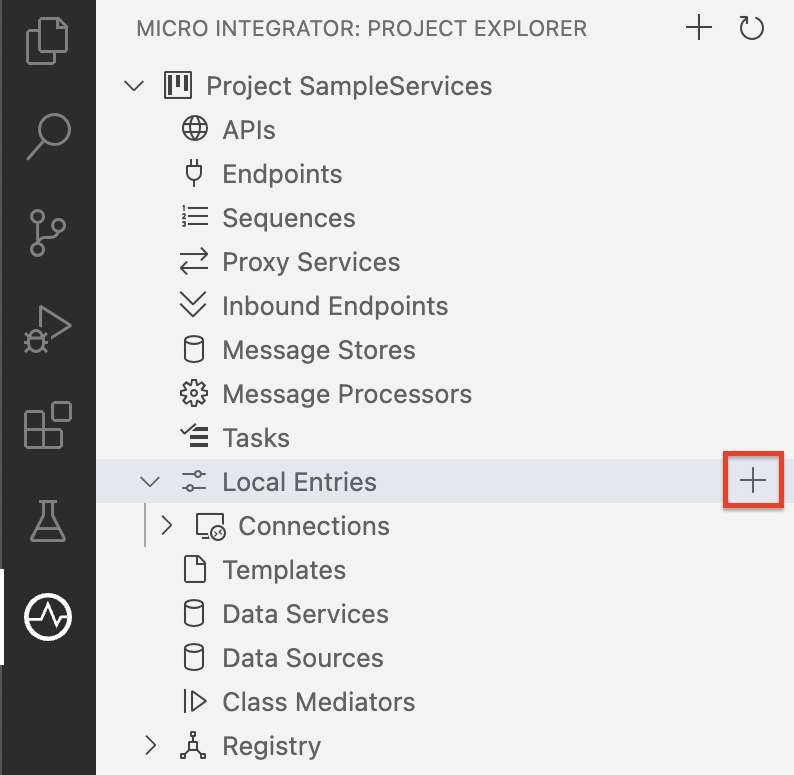 MICRO INTEGRATOR: PROJECT EXPLORER
Project SampleServices
APIs
Endpoints
Sequences
Proxy Services
Inbound Endpoints
Message Stores
Message Processors
Tasks
Local Entries
Connections
Templates
Data Services
Data Sources
Class Mediators
Registry